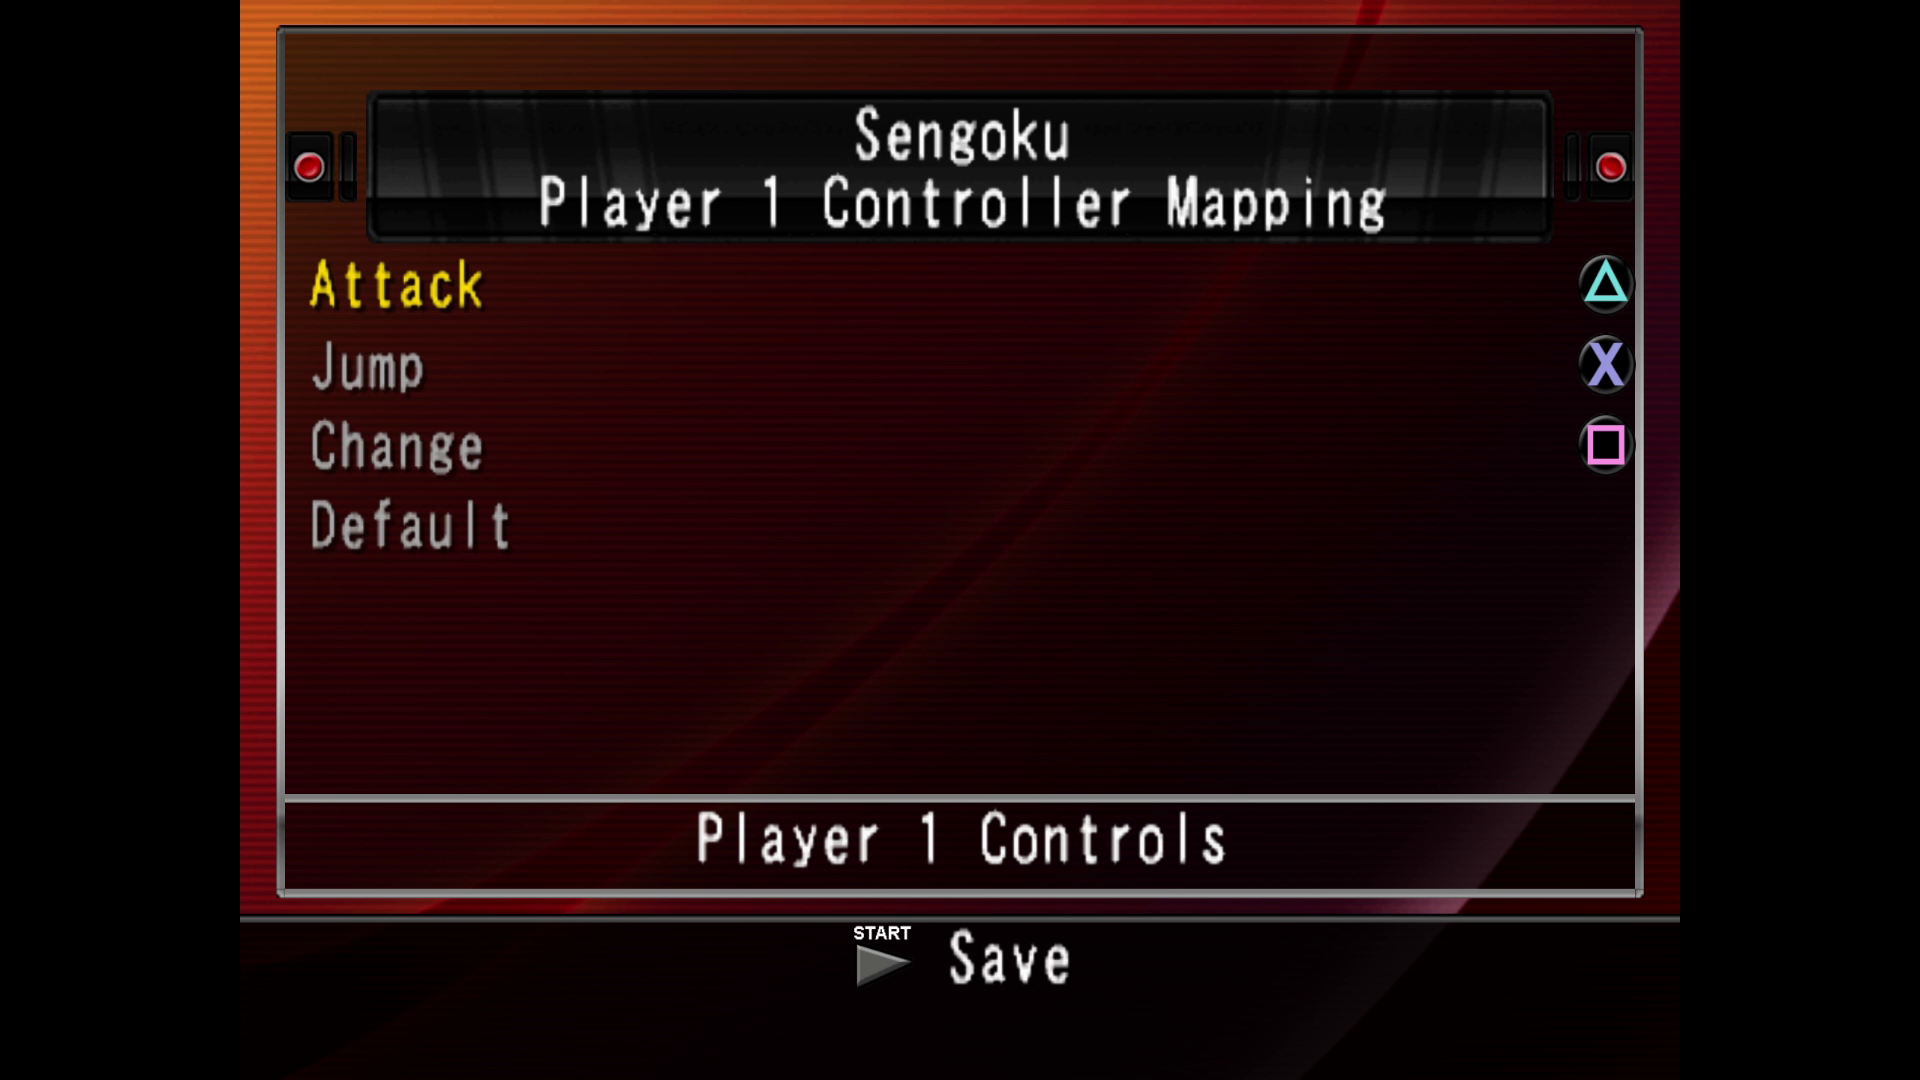 Sengoku
Player 1 Controller Mapping
Attack
Jump
X
Change
Default
Player 1 Controls
START
Save